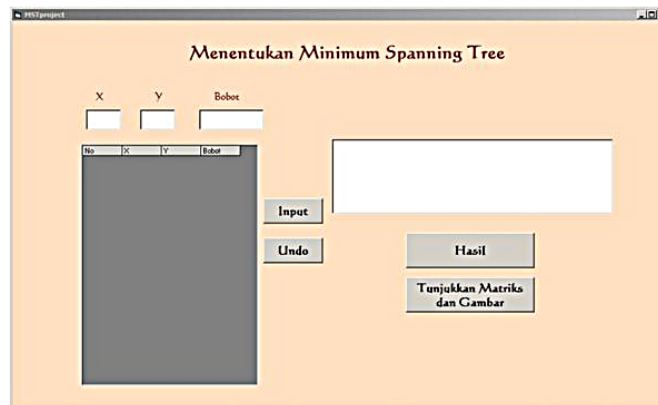 MSTproject
Menentukan Minimum Spanning Tree
X Y Bobot
No X Y Bobot
Input
Undo
Hasil
Tunjukkan Matriks
dan Gambar